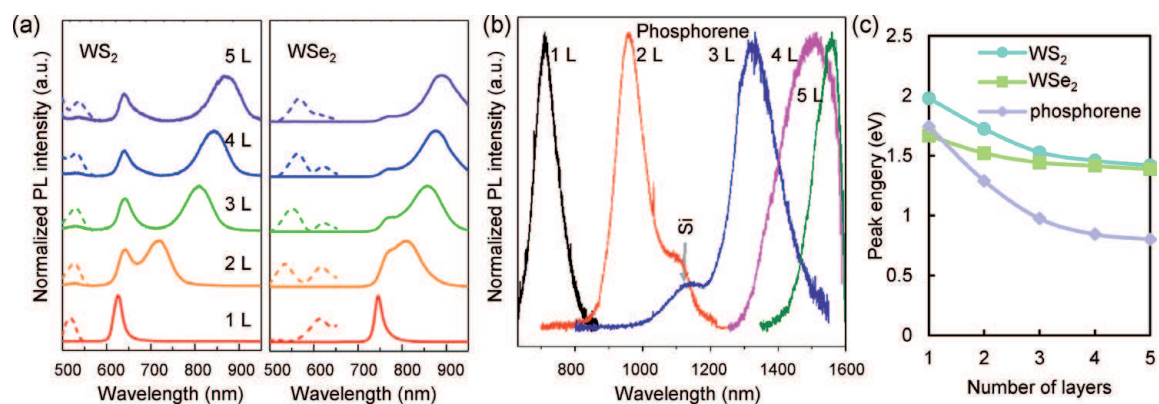 (a)
WS2
WSe2
Normalized PL intensity (a.u.)
5 L
4 L
3 L
2 L
1 L
500 600 700 800 900
500 600 700 800 900
Wavelength (nm)
Wavelength (nm)
(b)
Phosphorene
1 L
2 L
3 L
4 L
5 L
Si
Normalized PL intensity (a.u.)
800 1000 1200 1400 1600
Wavelength (nm)
(c)
WS2
WSe2
phosphorene
Peak engery (eV)
2.5
2
1.5
1
0.5
0
1 2 3 4 5
Number of layers